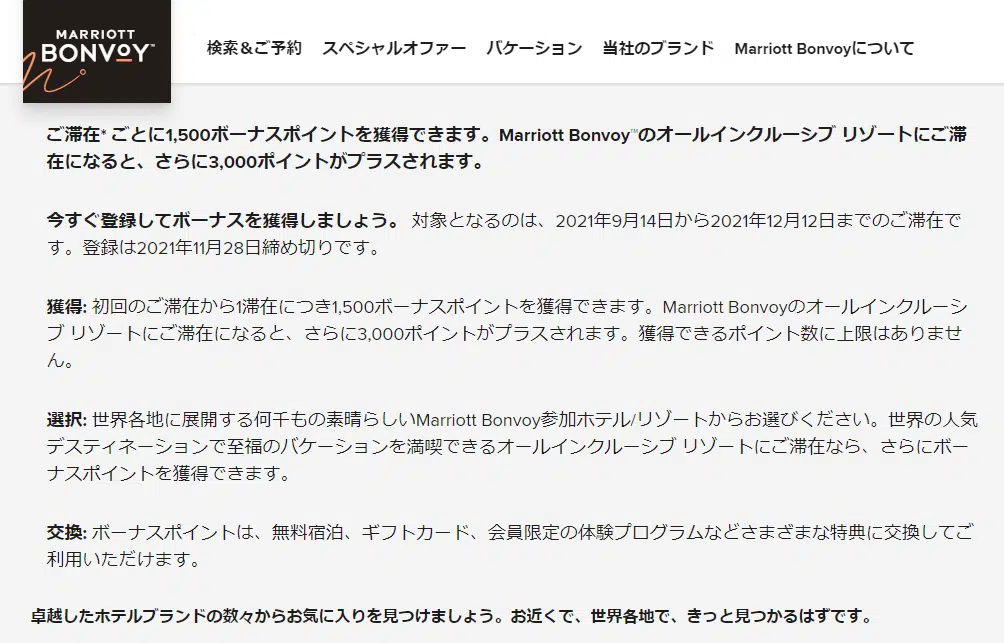 MARRIOTT
BONVOY™
検索＆ご予約 スペシャルオファー バケーション 当社のブランド Marriott Bonvoyについて
ご滞在* ごとに1,500ボーナスポイントを獲得できます。Marriott Bonvoy™のオールインクルーシブ リゾートにご滞
在になると、さらに3,000ポイントがプラスされます。
今すぐ登録してボーナスを獲得しましょう。 対象となるのは、2021年9月14日から2021年12月12日までのご滞在で
す。登録は2021年11月28日締め切りです。
獲得: 初回のご滞在から1滞在につき1,500ボーナスポイントを獲得できます。Marriott Bonvoyのオールインクルーシ
ブ リゾートにご滞在になると、さらに3,000ポイントがプラスされます。獲得できるポイント数に上限はありませ
ん。
選択: 世界各地に展開する何千もの素晴らしいMarriott Bonvoy参加ホテル/リゾートからお選びください。世界の人気
デスティネーションで至福のバケーションを満喫できるオールインクルーシブ リゾートにご滞在なら、さらにボー
ナスポイントを獲得できます。
交換: ボーナスポイントは、無料宿泊、ギフトカード、会員限定の体験プログラムなどさまざまな特典に交換してご
利用いただけます。
卓越したホテルブランドの数々からお気に入りを見つけましょう。お近くで、世界各地で、きっと見つかるはずです。